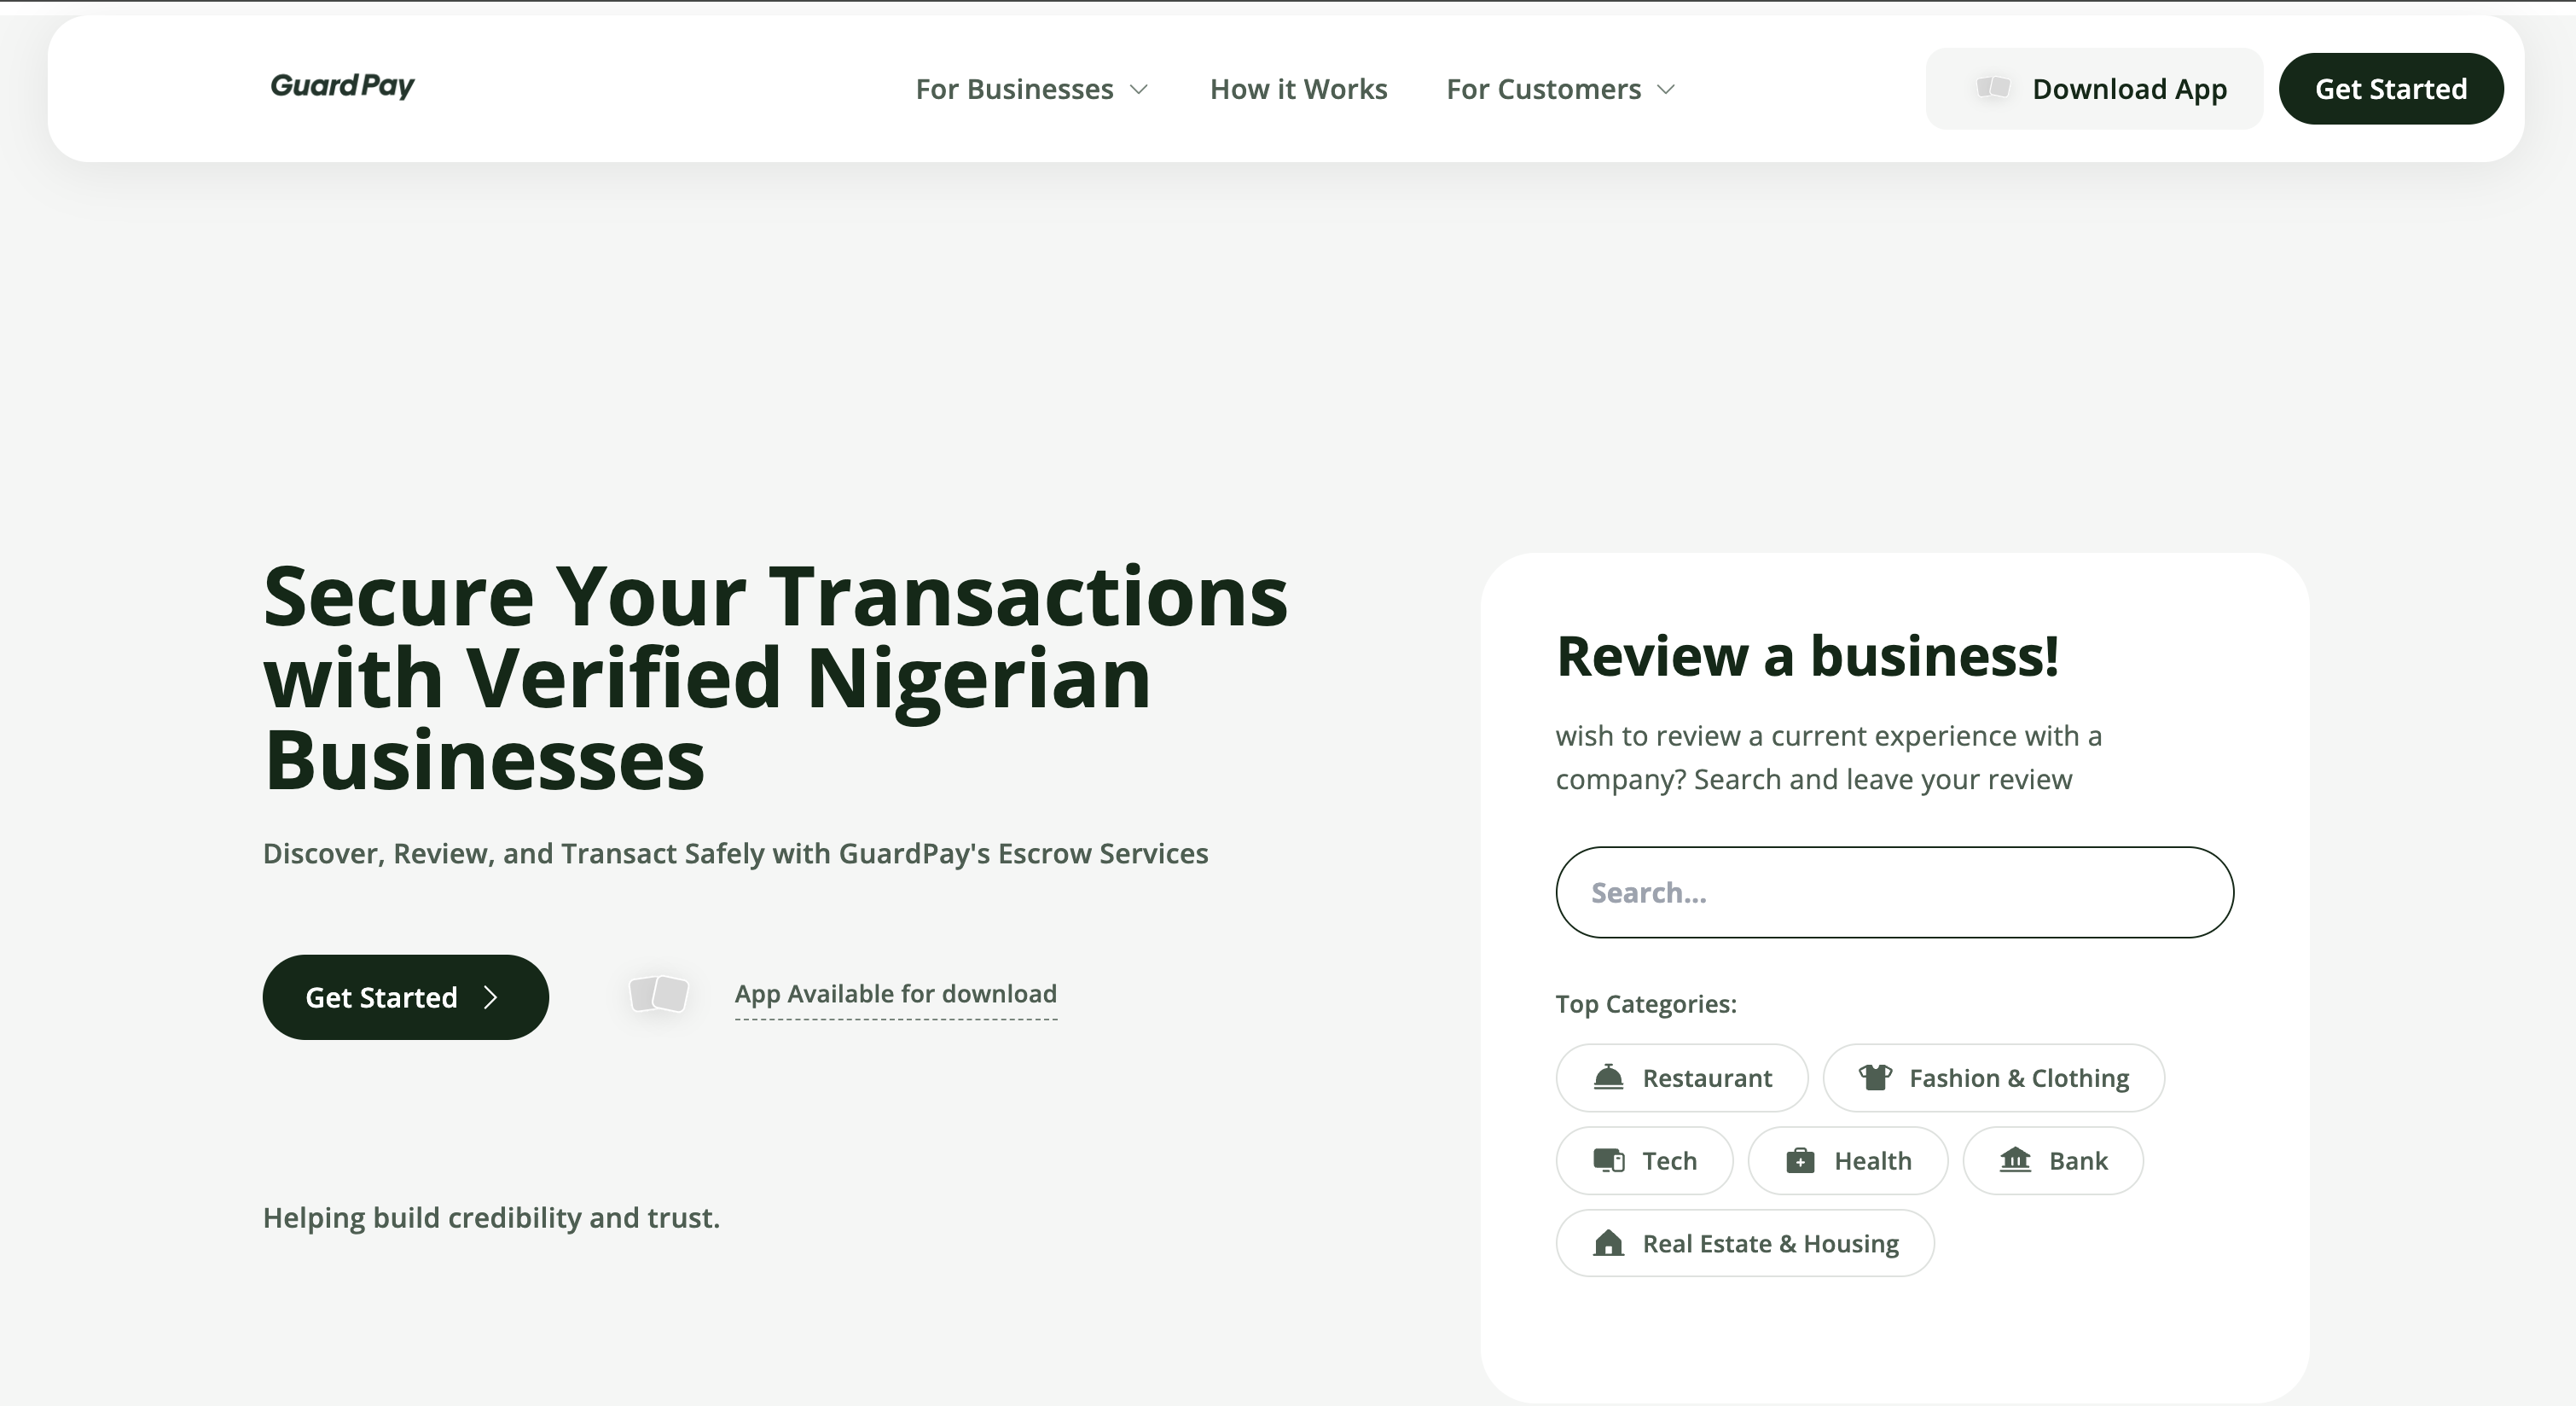 Guard Pay
For Businesses
How it Works
For Customers
Download App
Get Started
Secure Your Transactions
with Verified Nigerian
Businesses
Discover, Review, and Transact Safely with GuardPay's Escrow Services
Get Started
App Available for download
Helping build credibility and trust.
Review a business!
wish to review a current experience with a
company? Search and leave your review
Search...
Top Categories:
Restaurant
Fashion & Clothing
Tech
Health
Bank
Real Estate & Housing